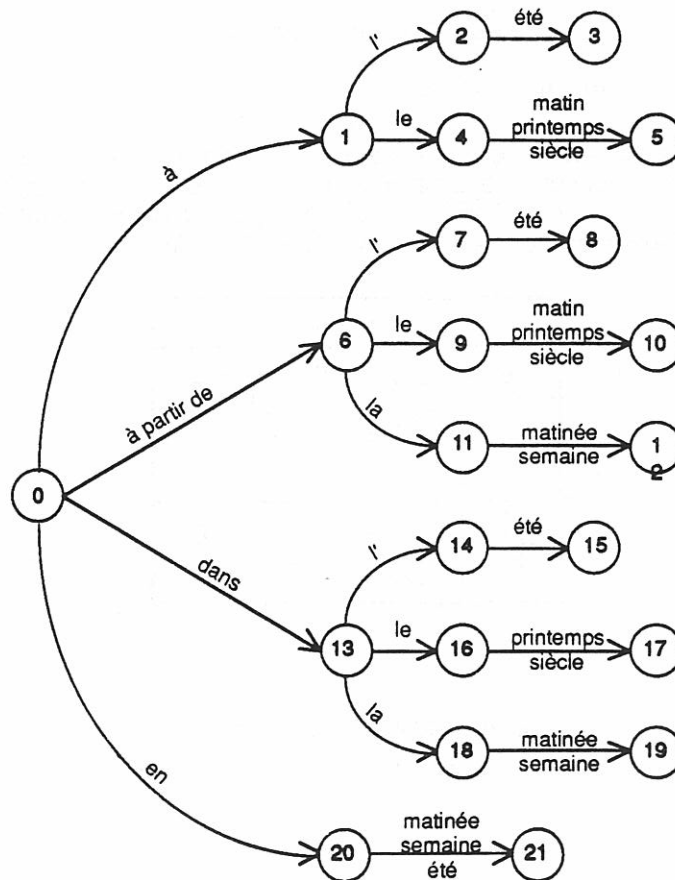 l'
2
été
3
à
1
le
4
matin
printemps
siècle
5
l'
7
été
8
à partir de
6
le
9
matin
printemps
siècle
10
la
11
matinée
semaine
1
2
0
dans
l'
14
été
15
13
le
16
printemps
siècle
17
la
18
matinée
semaine
19
en
20
matinée
semaine
été
21